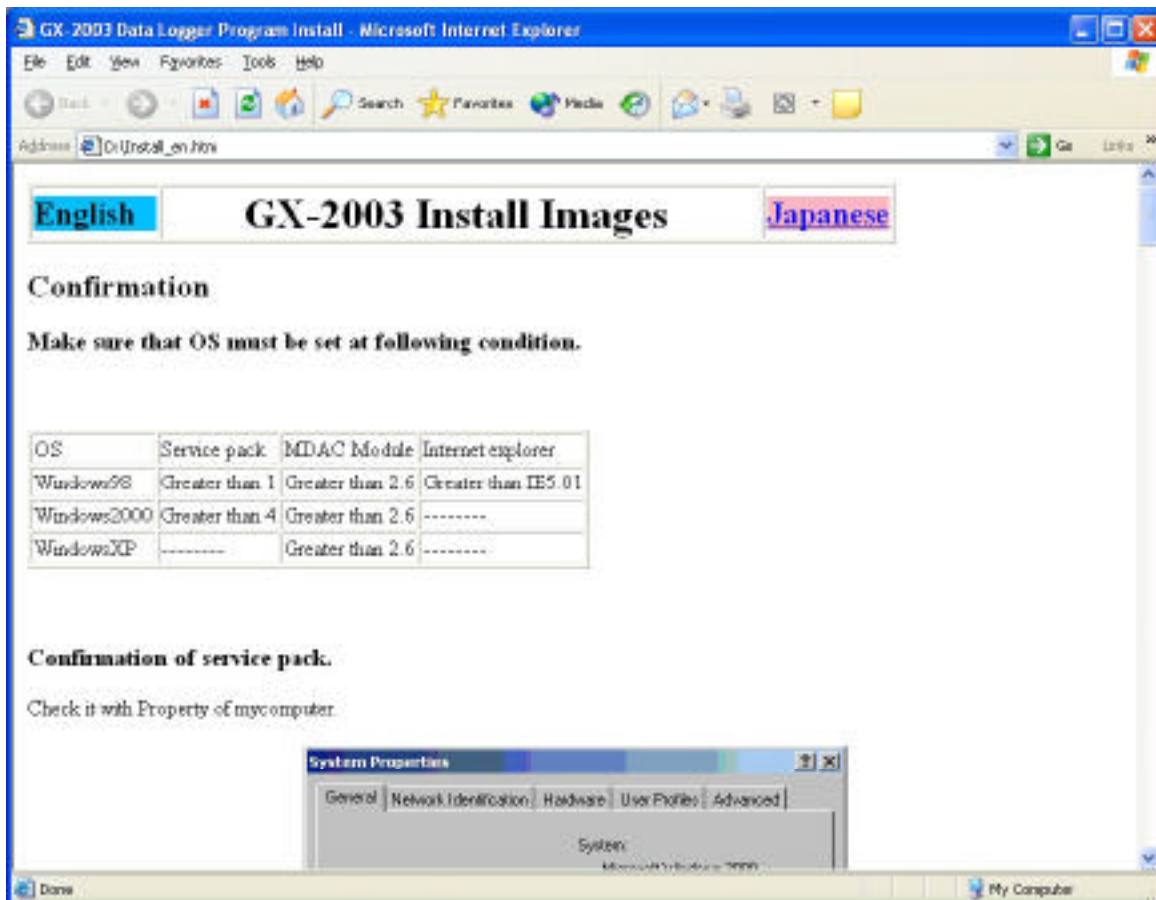 GX-2003 Data Logger Program Install - Microsoft Internet Explorer
File Edit View Favorites Tools Help
Back Search Favorites Media
Address D:\Install_en.htm Go Links »
English GX-2003 Install Images Japanese
Confirmation
Make sure that OS must be set at following condition.
OS Service pack MDAC Module Internet explorer
Windows98 Greater than 1 Greater than 2.6 Greater than IE5.01
Windows2000 Greater than 4 Greater than 2.6 --------
WindowsXP -------- Greater than 2.6 --------
Confirmation of service pack.
Check it with Property of mycomputer.
System Properties
General Network Identification Hardware User Profiles Advanced
System:
Microsoft Windows 2000
Done My Computer